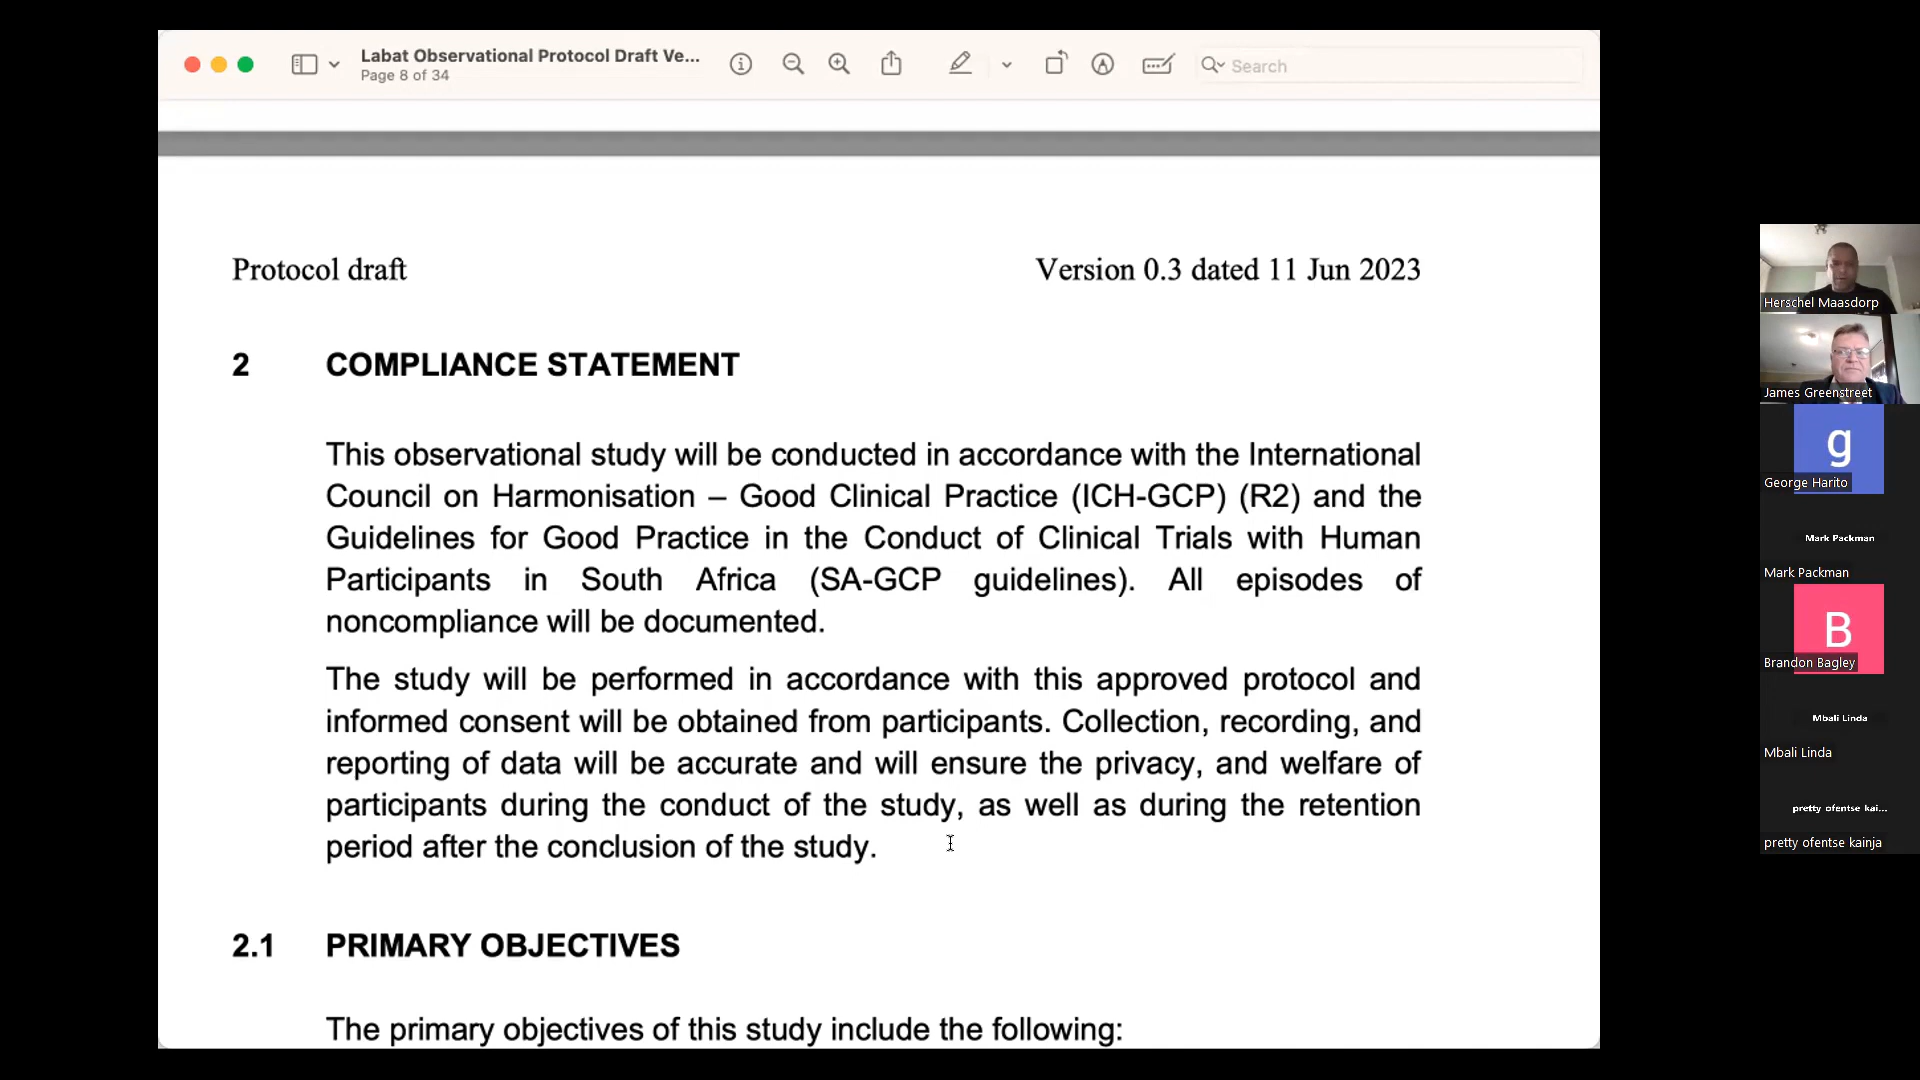 Labat Observational Protocol Draft Ve...
Page 8 of 34
Search
Protocol draft
Version 0.3 dated 11 Jun 2023
2 COMPLIANCE STATEMENT
This observational study will be conducted in accordance with the International
Council on Harmonisation – Good Clinical Practice (ICH-GCP) (R2) and the
Guidelines for Good Practice in the Conduct of Clinical Trials with Human
Participants in South Africa (SA-GCP guidelines). All episodes of
noncompliance will be documented.
The study will be performed in accordance with this approved protocol and
informed consent will be obtained from participants. Collection, recording, and
reporting of data will be accurate and will ensure the privacy, and welfare of
participants during the conduct of the study, as well as during the retention
period after the conclusion of the study.
2.1 PRIMARY OBJECTIVES
The primary objectives of this study include the following:
Herschel Maasdorp
James Greenstreet
g
George Harito
Mark Packman
Mark Packman
B
Brandon Bagley
Mbali Linda
Mbali Linda
pretty ofentse kai...
pretty ofentse kainja